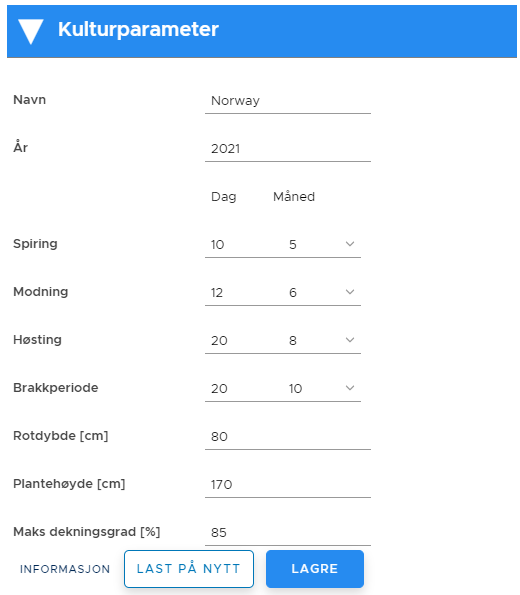 Kulturparameter
Navn Norway
År 2021
Dag Måned
Spiring 10 5
Modning 12 6
Høsting 20 8
Brakkperiode 20 10
Rotdybde [cm] 80
Plantehøyde [cm] 170
Maks dekningsgrad [%] 85
INFORMASJON LAST PÅ NYTT LAGRE